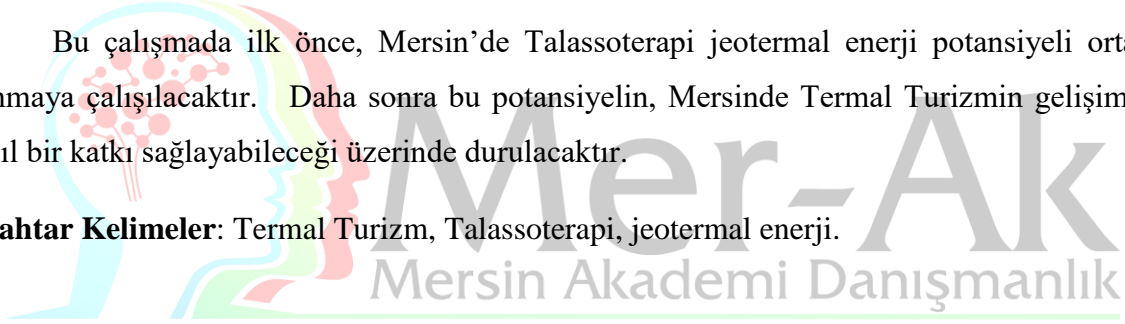 Bu çalışmada ilk önce, Mersin’de Talassoterapi jeotermal enerji potansiyeli orta
nmaya çalışılacaktır. Daha sonra bu potansiyelin, Mersinde Termal Turizmin gelişim
ıl bir katkı sağlayabileceği üzerinde durulacaktır.
ahtar Kelimeler: Termal Turizm, Talassoterapi, jeotermal enerji.
Mer-Ak
Mersin Akademi Danışmanlık